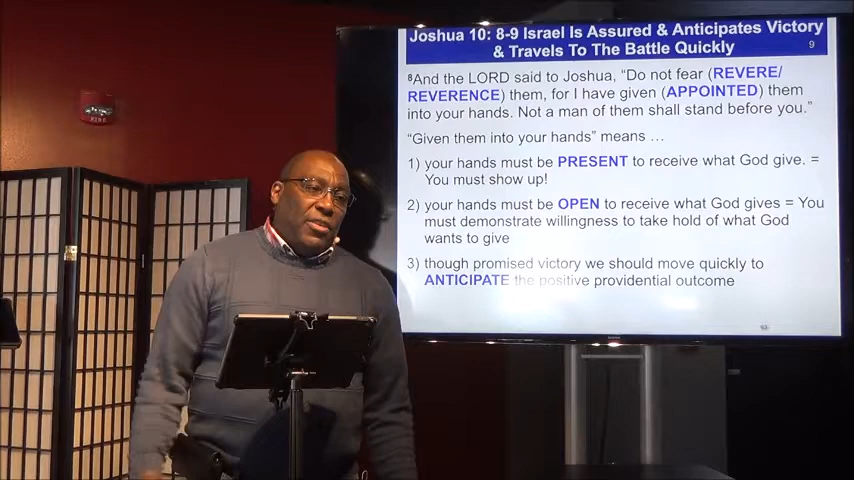 Joshua 10: 8-9 Israel Is Assured & Anticipates Victory
& Travels To The Battle Quickly
9
8And the LORD said to Joshua, “Do not fear (REVERE/
REVERENCE) them, for I have given (APPOINTED) them
into your hands. Not a man of them shall stand before you.”
“Given them into your hands” means …
1) your hands must be PRESENT to receive what God give. =
You must show up!
2) your hands must be OPEN to receive what God gives = You
must demonstrate willingness to take hold of what God
wants to give
3) though promised victory we should move quickly to
ANTICIPATE the positive providential outcome
FIRE